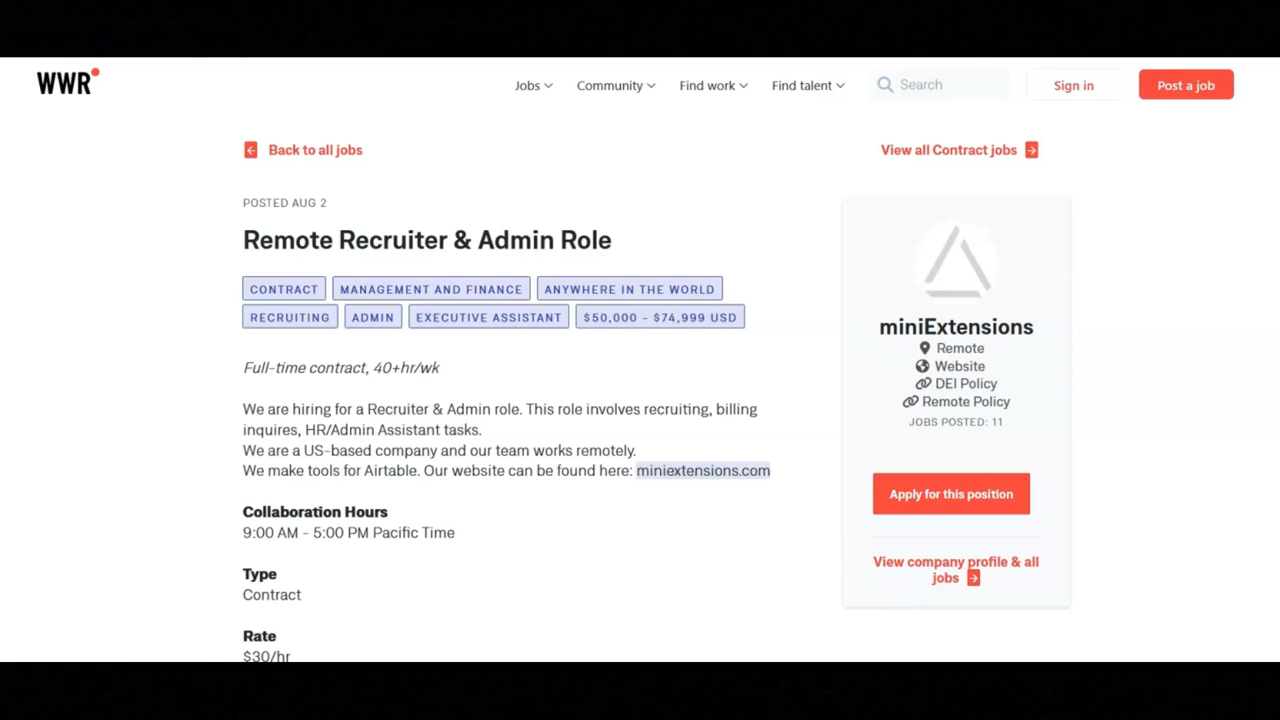 WWR
Jobs
Community
Find work
Find talent
Search
Sign in
Post a job
Back to all jobs
View all Contract jobs
POSTED AUG 2
Remote Recruiter & Admin Role
CONTRACT
MANAGEMENT AND FINANCE
ANYWHERE IN THE WORLD
RECRUITING
ADMIN
EXECUTIVE ASSISTANT
$50,000 - $74,999 USD
Full-time contract, 40+hr/wk
We are hiring for a Recruiter & Admin role. This role involves recruiting, billing
inquires, HR/Admin Assistant tasks.
We are a US-based company and our team works remotely.
We make tools for Airtable. Our website can be found here: miniextensions.com
Collaboration Hours
9:00 AM - 5:00 PM Pacific Time
Type
Contract
Rate
$30/hr
miniExtensions
Remote
Website
DEI Policy
Remote Policy
JOBS POSTED: 11
Apply for this position
View company profile & all
jobs